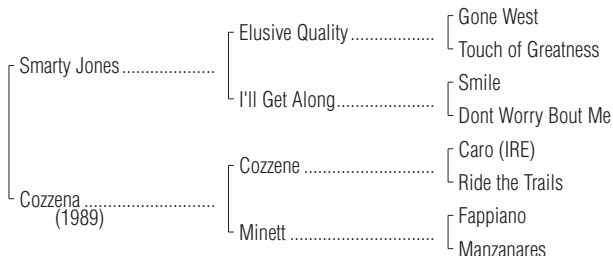 Gone West
Elusive Quality....................
Touch of Greatness
Smarty Jones......................
Smile
I'll Get Along.......................
Dont Worry Bout Me
Caro (IRE)
Cozzene ............................
Ride the Trails
Cozzena ...............................
(1989)
Fappiano
Minett ...............................
Manzanares